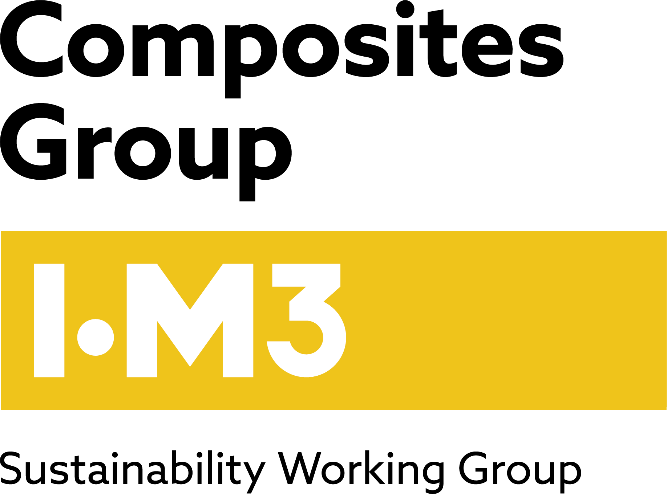 Composites
Group
I•M3
Sustainability Working Group